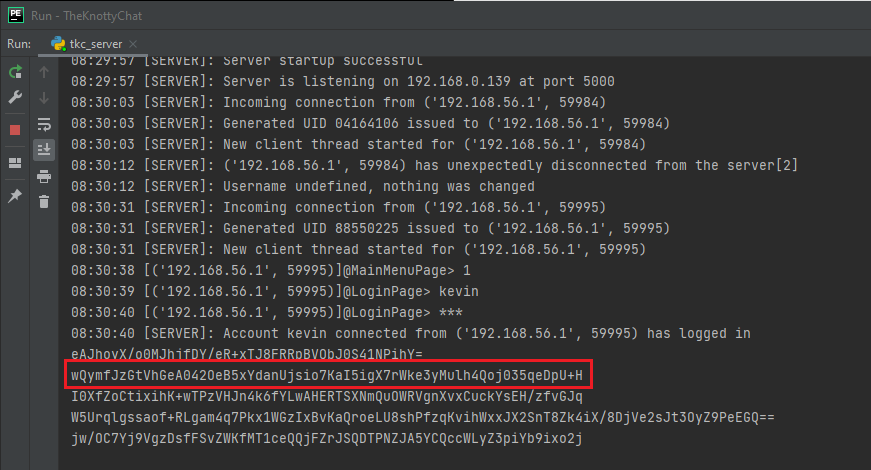 PE
Run - TheKnottyChat
Run: tkc_server
08:29:57 [SERVER]: Server startup successful
08:29:57 [SERVER]: Server is listening on 192.168.0.139 at port 5000
08:30:03 [SERVER]: Incoming connection from ('192.168.56.1', 59984)
08:30:03 [SERVER]: Generated UID 04164106 issued to ('192.168.56.1', 59984)
08:30:03 [SERVER]: New client thread started for ('192.168.56.1', 59984)
08:30:12 [SERVER]: ('192.168.56.1', 59984) has unexpectedly disconnected from the server[2]
08:30:12 [SERVER]: Username undefined, nothing was changed
08:30:31 [SERVER]: Incoming connection from ('192.168.56.1', 59995)
08:30:31 [SERVER]: Generated UID 88550225 issued to ('192.168.56.1', 59995)
08:30:31 [SERVER]: New client thread started for ('192.168.56.1', 59995)
08:30:38 [('192.168.56.1', 59995)]@MainMenuPage> 1
08:30:39 [('192.168.56.1', 59995)]@LoginPage> kevin
08:30:40 [('192.168.56.1', 59995)]@LoginPage> ***
08:30:40 [SERVER]: Account kevin connected from ('192.168.56.1', 59995) has logged in
wQymfJzGtVhGeA042OeB5xYdanUjsio7KaI5igX7rWke3yMulh4Qoj035qeDpU+H
I0XfZoCtixihK+wTPzVHJn4k6fYLwAHERTSXNmQuOWRVgnXvxCuckYsEH/zfvGJq
W5Urqlgssaof+RLgam4q7Pkx1WGzIxBvKaQroeLU8shPfzqKvihWxxJX2SnT8Zk4iX/8DjVe2sJt3OyZ9PeEGQ==
jw/OC7Yj9VgzDsfFSvZWKfMT1ceQQjFZrJSQDTPNZJA5YCQccWLyZ3piYb9ixo2j